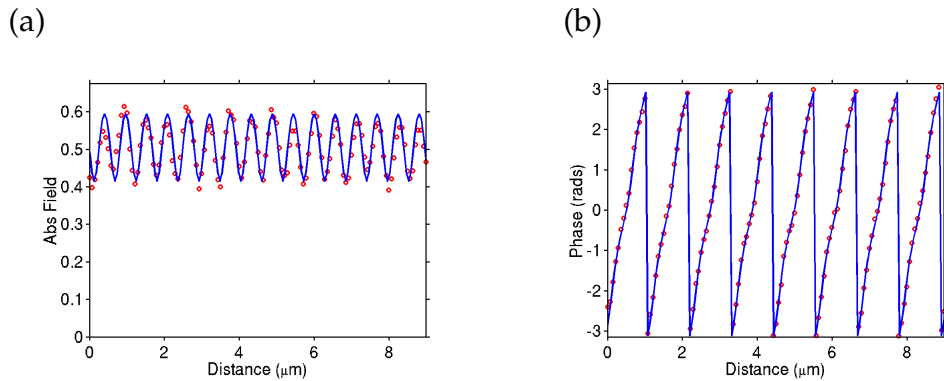 (a)
(b)
Abs Field
0.6
0.5
0.4
0.3
0.2
0.1
0
0 2 4 6 8
Distance (μm)
Phase (rads)
3
2
1
0
-1
-2
-3
0 2 4 6 8
Distance (μm)